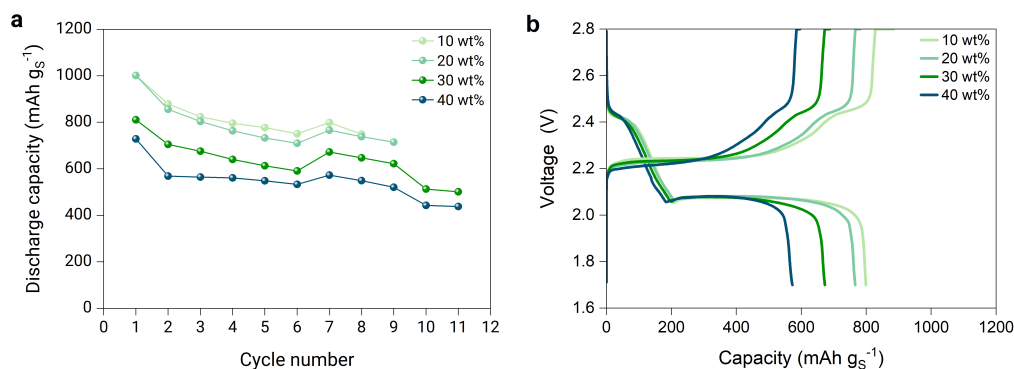 a
1200
1000
800
600
400
200
0
0 1 2 3 4 5 6 7 8 9 10 11 12
Discharge capacity (mAh g_S^-1)
Cycle number
10 wt%
20 wt%
30 wt%
40 wt%
b
2.8
2.6
2.4
2.2
2.0
1.8
1.6
0 200 400 600 800 1000 1200
Voltage (V)
Capacity (mAh g_S^-1)
10 wt%
20 wt%
30 wt%
40 wt%